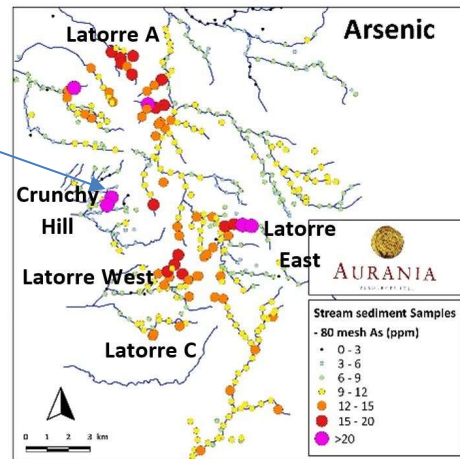 Arsenic
Latorre A
Crunchy
Hill
Latorre
East
Latorre West
Latorre C
AURANIA
Stream sediment Samples
- 80 mesh As (ppm)
0 - 3
3 - 6
6 - 9
9 - 12
12 - 15
15 - 20
>20
0 1 2 3 km